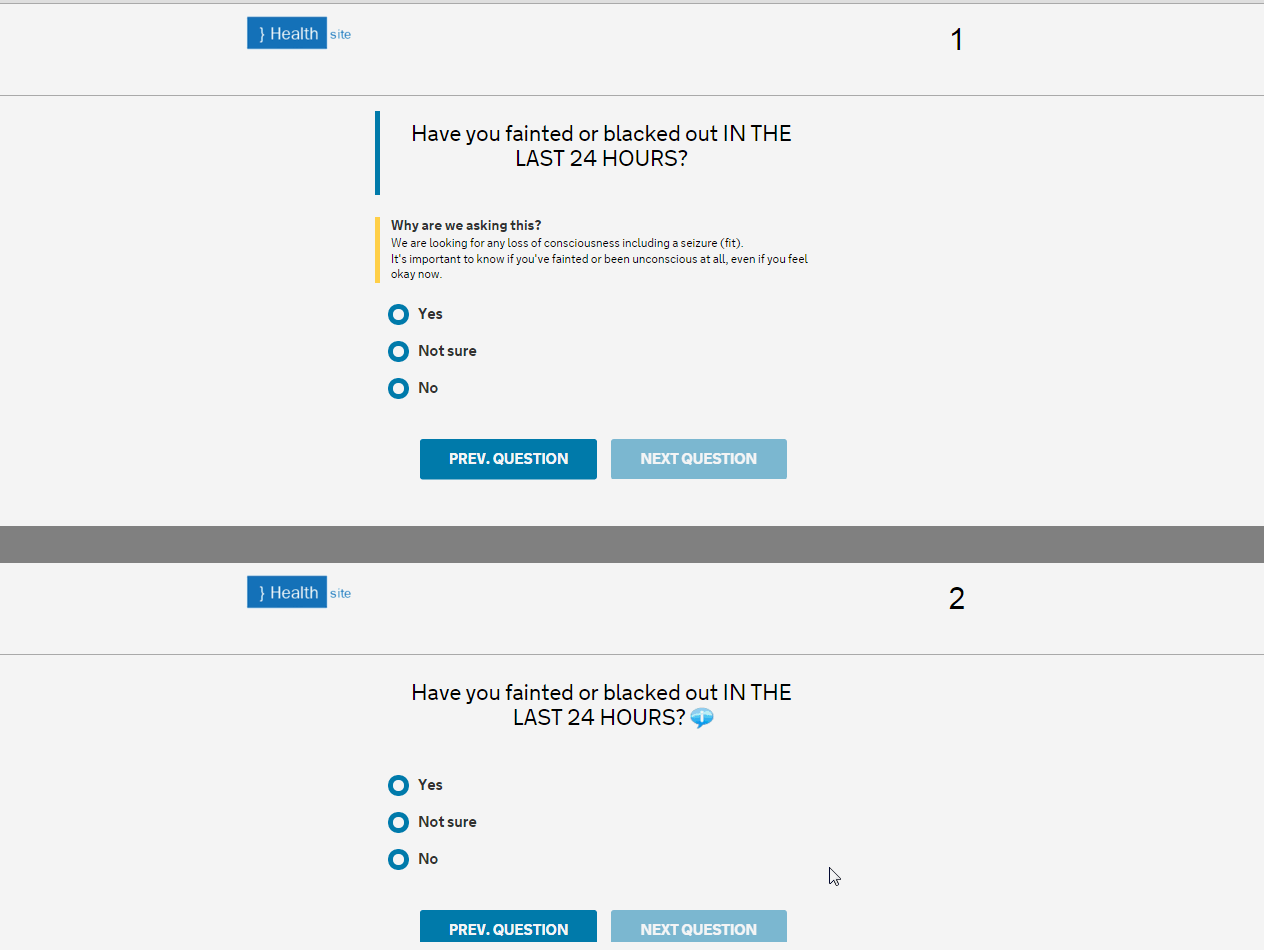 } Health site
1
Have you fainted or blacked out IN THE
LAST 24 HOURS?
Why are we asking this?
We are looking for any loss of consciousness including a seizure (fit).
It's important to know if you've fainted or been unconscious at all, even if you feel
okay now.
Yes
Not sure
No
PREV. QUESTION NEXT QUESTION
} Health site
2
Have you fainted or blacked out IN THE
LAST 24 HOURS?
Yes
Not sure
No
PREV. QUESTION NEXT QUESTION